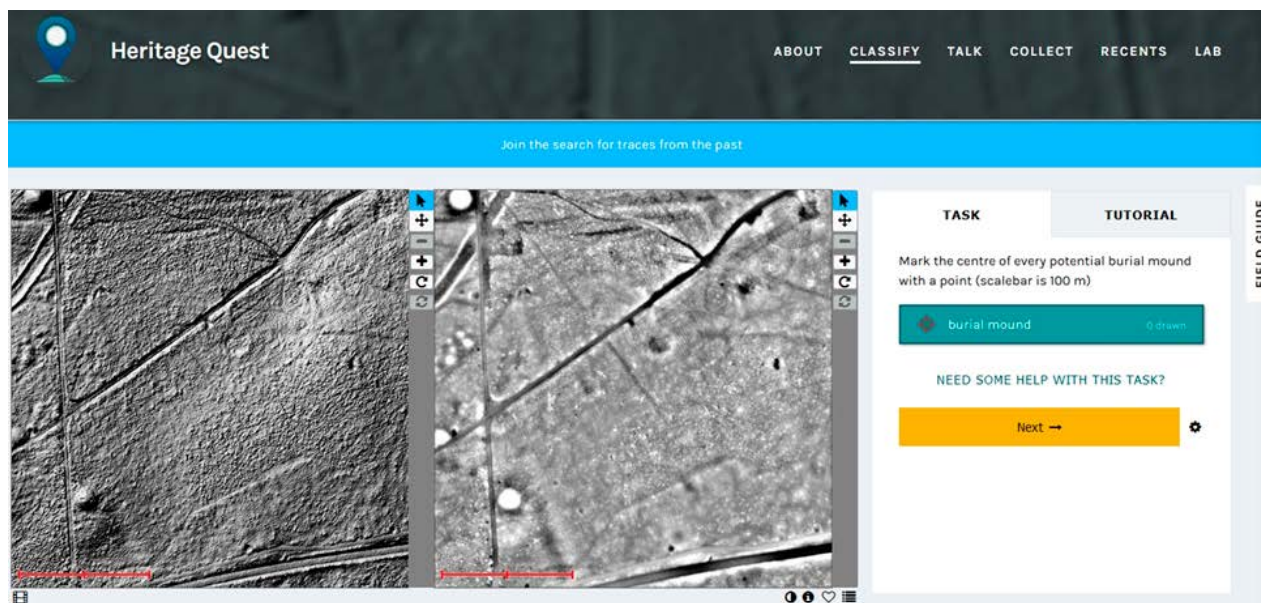 Heritage Quest
ABOUT CLASSIFY TALK COLLECT RECENTS LAB
Join the search for traces from the past
TASK TUTORIAL
Mark the centre of every potential burial mound
with a point (scalebar is 100 m)
burial mound 0 drawn
NEED SOME HELP WITH THIS TASK?
Next →
FIELD GUIDE